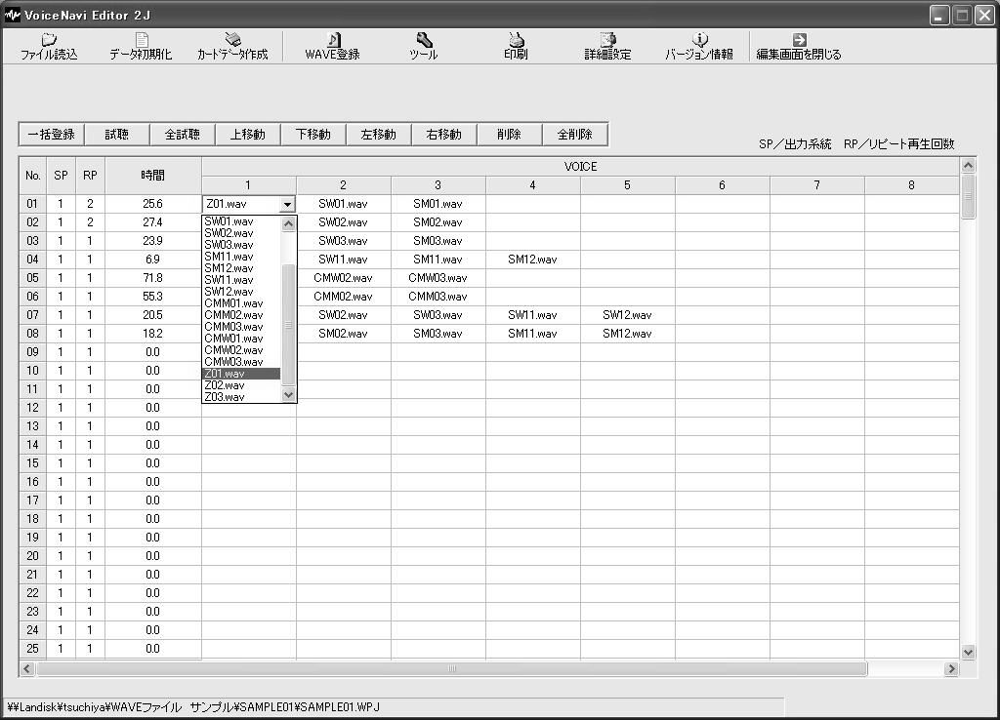 VoiceNavi Editor 2J
ファイル読込 データ初期化 カードデータ作成 WAVE登録 ツール 印刷 詳細設定 バージョン情報 編集画面を閉じる
一括登録 試聴 全試聴 上移動 下移動 左移動 右移動 削除 全削除
SP/出力系統 RP/リピート再生回数
No. SP RP 時間 VOICE
1 2 3 4 5 6 7 8
01 1 2 25.6 Z01.wav SW01.wav SM01.wav
02 1 2 27.4 SW02.wav SM02.wav
03 1 1 23.9 SW03.wav SM03.wav
04 1 1 6.9 SW11.wav SM11.wav SM12.wav
05 1 1 71.8 CMW02.wav CMW03.wav
06 1 1 55.3 CMM02.wav CMM03.wav
07 1 1 20.5 SW02.wav SW03.wav SW11.wav SW12.wav
08 1 1 18.2 SM02.wav SM03.wav SM11.wav SM12.wav
09 1 1 0.0
10 1 1 0.0
11 1 1 0.0
12 1 1 0.0
13 1 1 0.0
14 1 1 0.0
15 1 1 0.0
16 1 1 0.0
17 1 1 0.0
18 1 1 0.0
19 1 1 0.0
20 1 1 0.0
21 1 1 0.0
22 1 1 0.0
23 1 1 0.0
24 1 1 0.0
25 1 1 0.0
SW01.wav
SW02.wav
SW03.wav
SM11.wav
SM12.wav
SW11.wav
SW12.wav
CMM01.wav
CMM02.wav
CMM03.wav
CMW01.wav
CMW02.wav
CMW03.wav
Z01.wav
Z02.wav
Z03.wav
¥¥Landisk¥tsuchiya¥WAVEファイル サンプル¥SAMPLE01¥SAMPLE01.WPJ